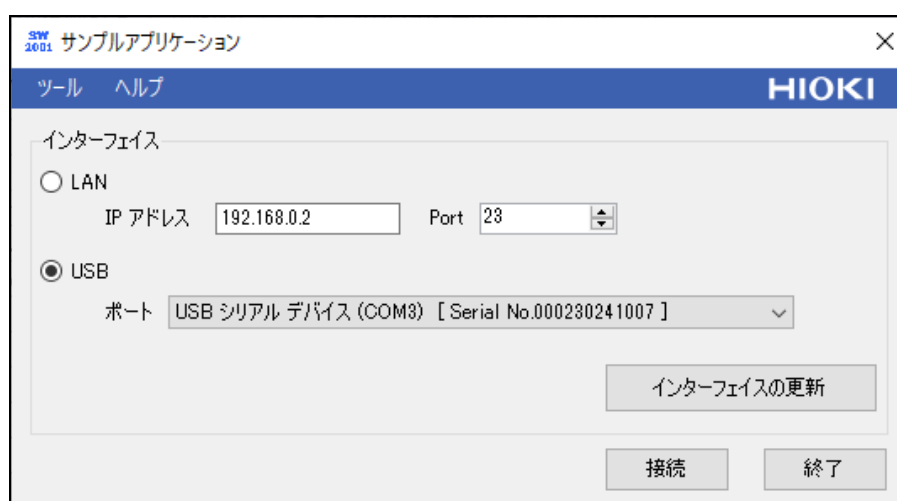 SW 2001 サンプルアプリケーション
ツール ヘルプ HIOKI
インターフェイス
LAN
IP アドレス 192.168.0.2 Port 23
USB
ポート USB シリアル デバイス (COM3) [ Serial No.000230241007 ]
インターフェイスの更新
接続 終了